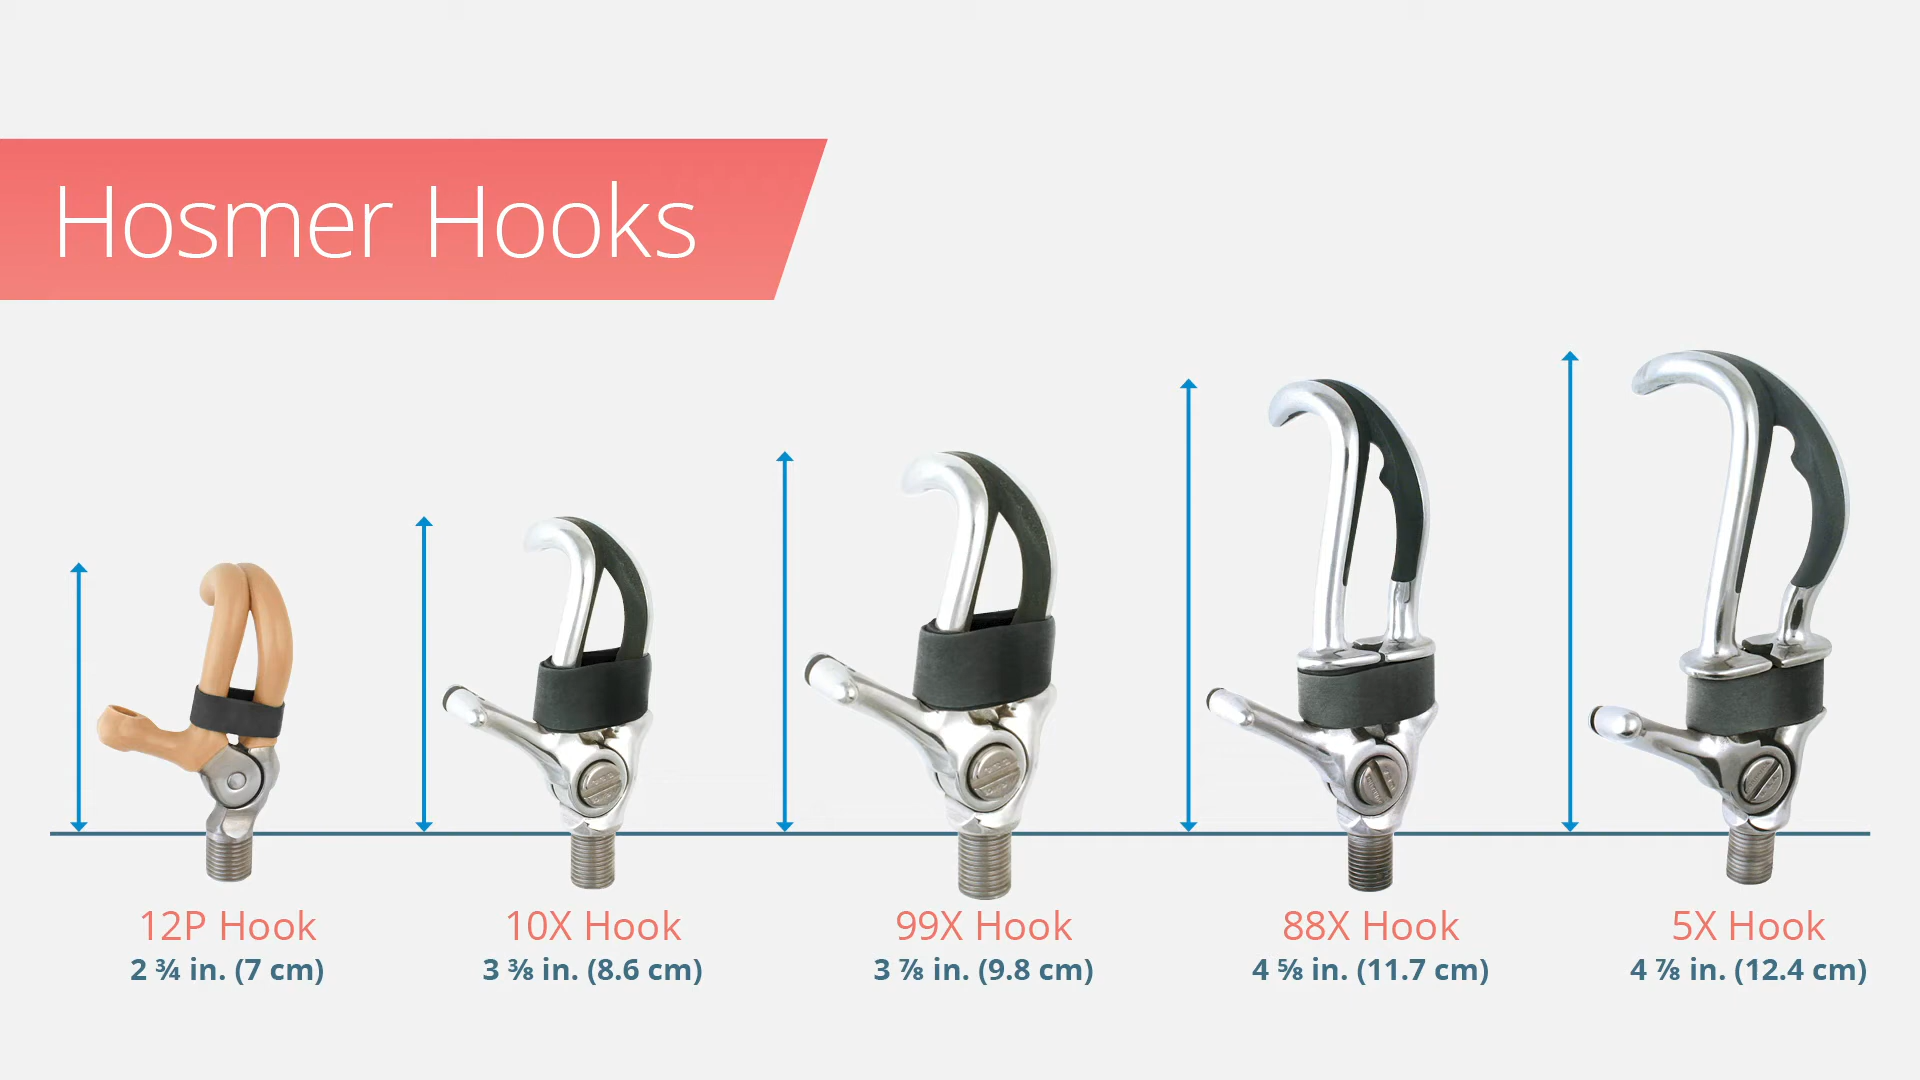 Hosmer Hooks
12P Hook
2 ¾ in. (7 cm)
10X Hook
3 ⅜ in. (8.6 cm)
99X Hook
3 ⅞ in. (9.8 cm)
88X Hook
4 ⅝ in. (11.7 cm)
5X Hook
4 ⅞ in. (12.4 cm)